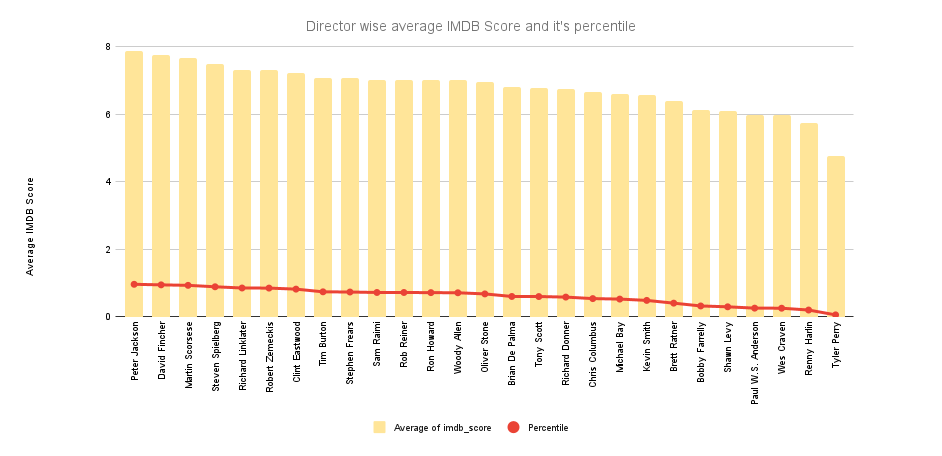 Director wise average IMDB Score and it's percentile
Average IMDB Score
8
6
4
2
0
Peter Jackson
David Fincher
Martin Scorsese
Steven Spielberg
Richard Linklater
Robert Zemeckis
Clint Eastwood
Tim Burton
Stephen Frears
Sam Raimi
Rob Reiner
Ron Howard
Woody Allen
Oliver Stone
Brian De Palma
Tony Scott
Richard Donner
Chris Columbus
Michael Bay
Kevin Smith
Brett Ratner
Bobby Farrelly
Shawn Levy
Paul W.S. Anderson
Wes Craven
Renny Harlin
Tyler Perry
Average of imdb_score
Percentile